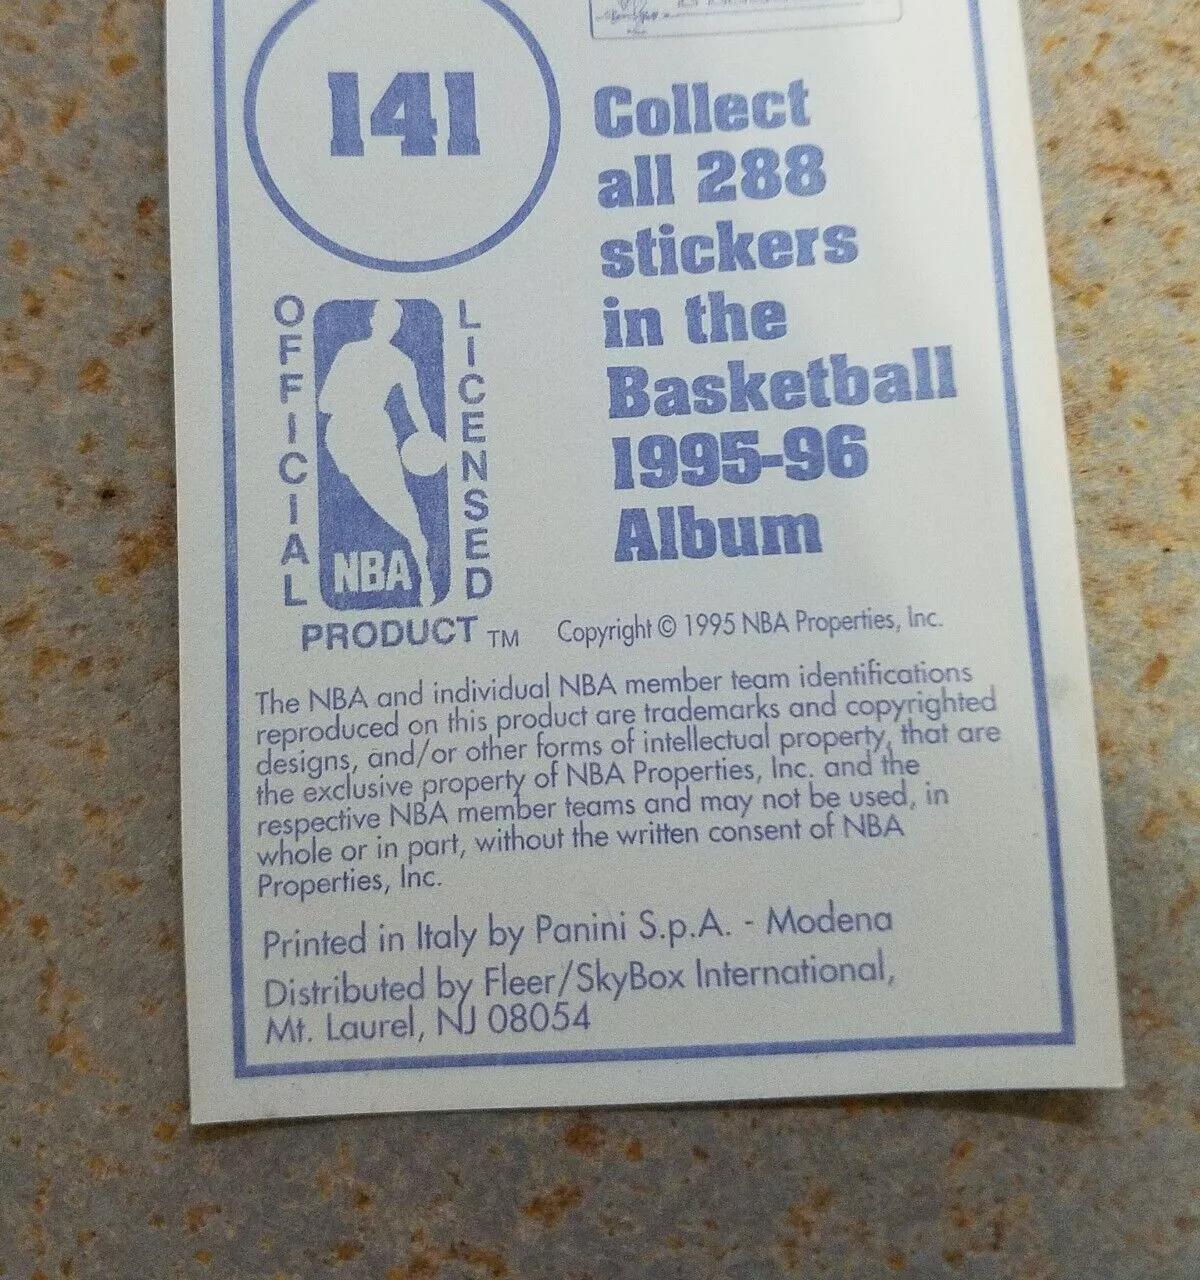 141
Collect
all 288
stickers
in the
Basketball
1995-96
Album
OFFICIAL
NBA
LICENSED
PRODUCT TM
Copyright © 1995 NBA Properties, Inc.
The NBA and individual NBA member team identifications
reproduced on this product are trademarks and copyrighted
designs, and/or other forms of intellectual property, that are
the exclusive property of NBA Properties, Inc. and the
respective NBA member teams and may not be used, in
whole or in part, without the written consent of NBA
Properties, Inc.
Printed in Italy by Panini S.p.A. - Modena
Distributed by Fleer/SkyBox International,
Mt. Laurel, NJ 08054